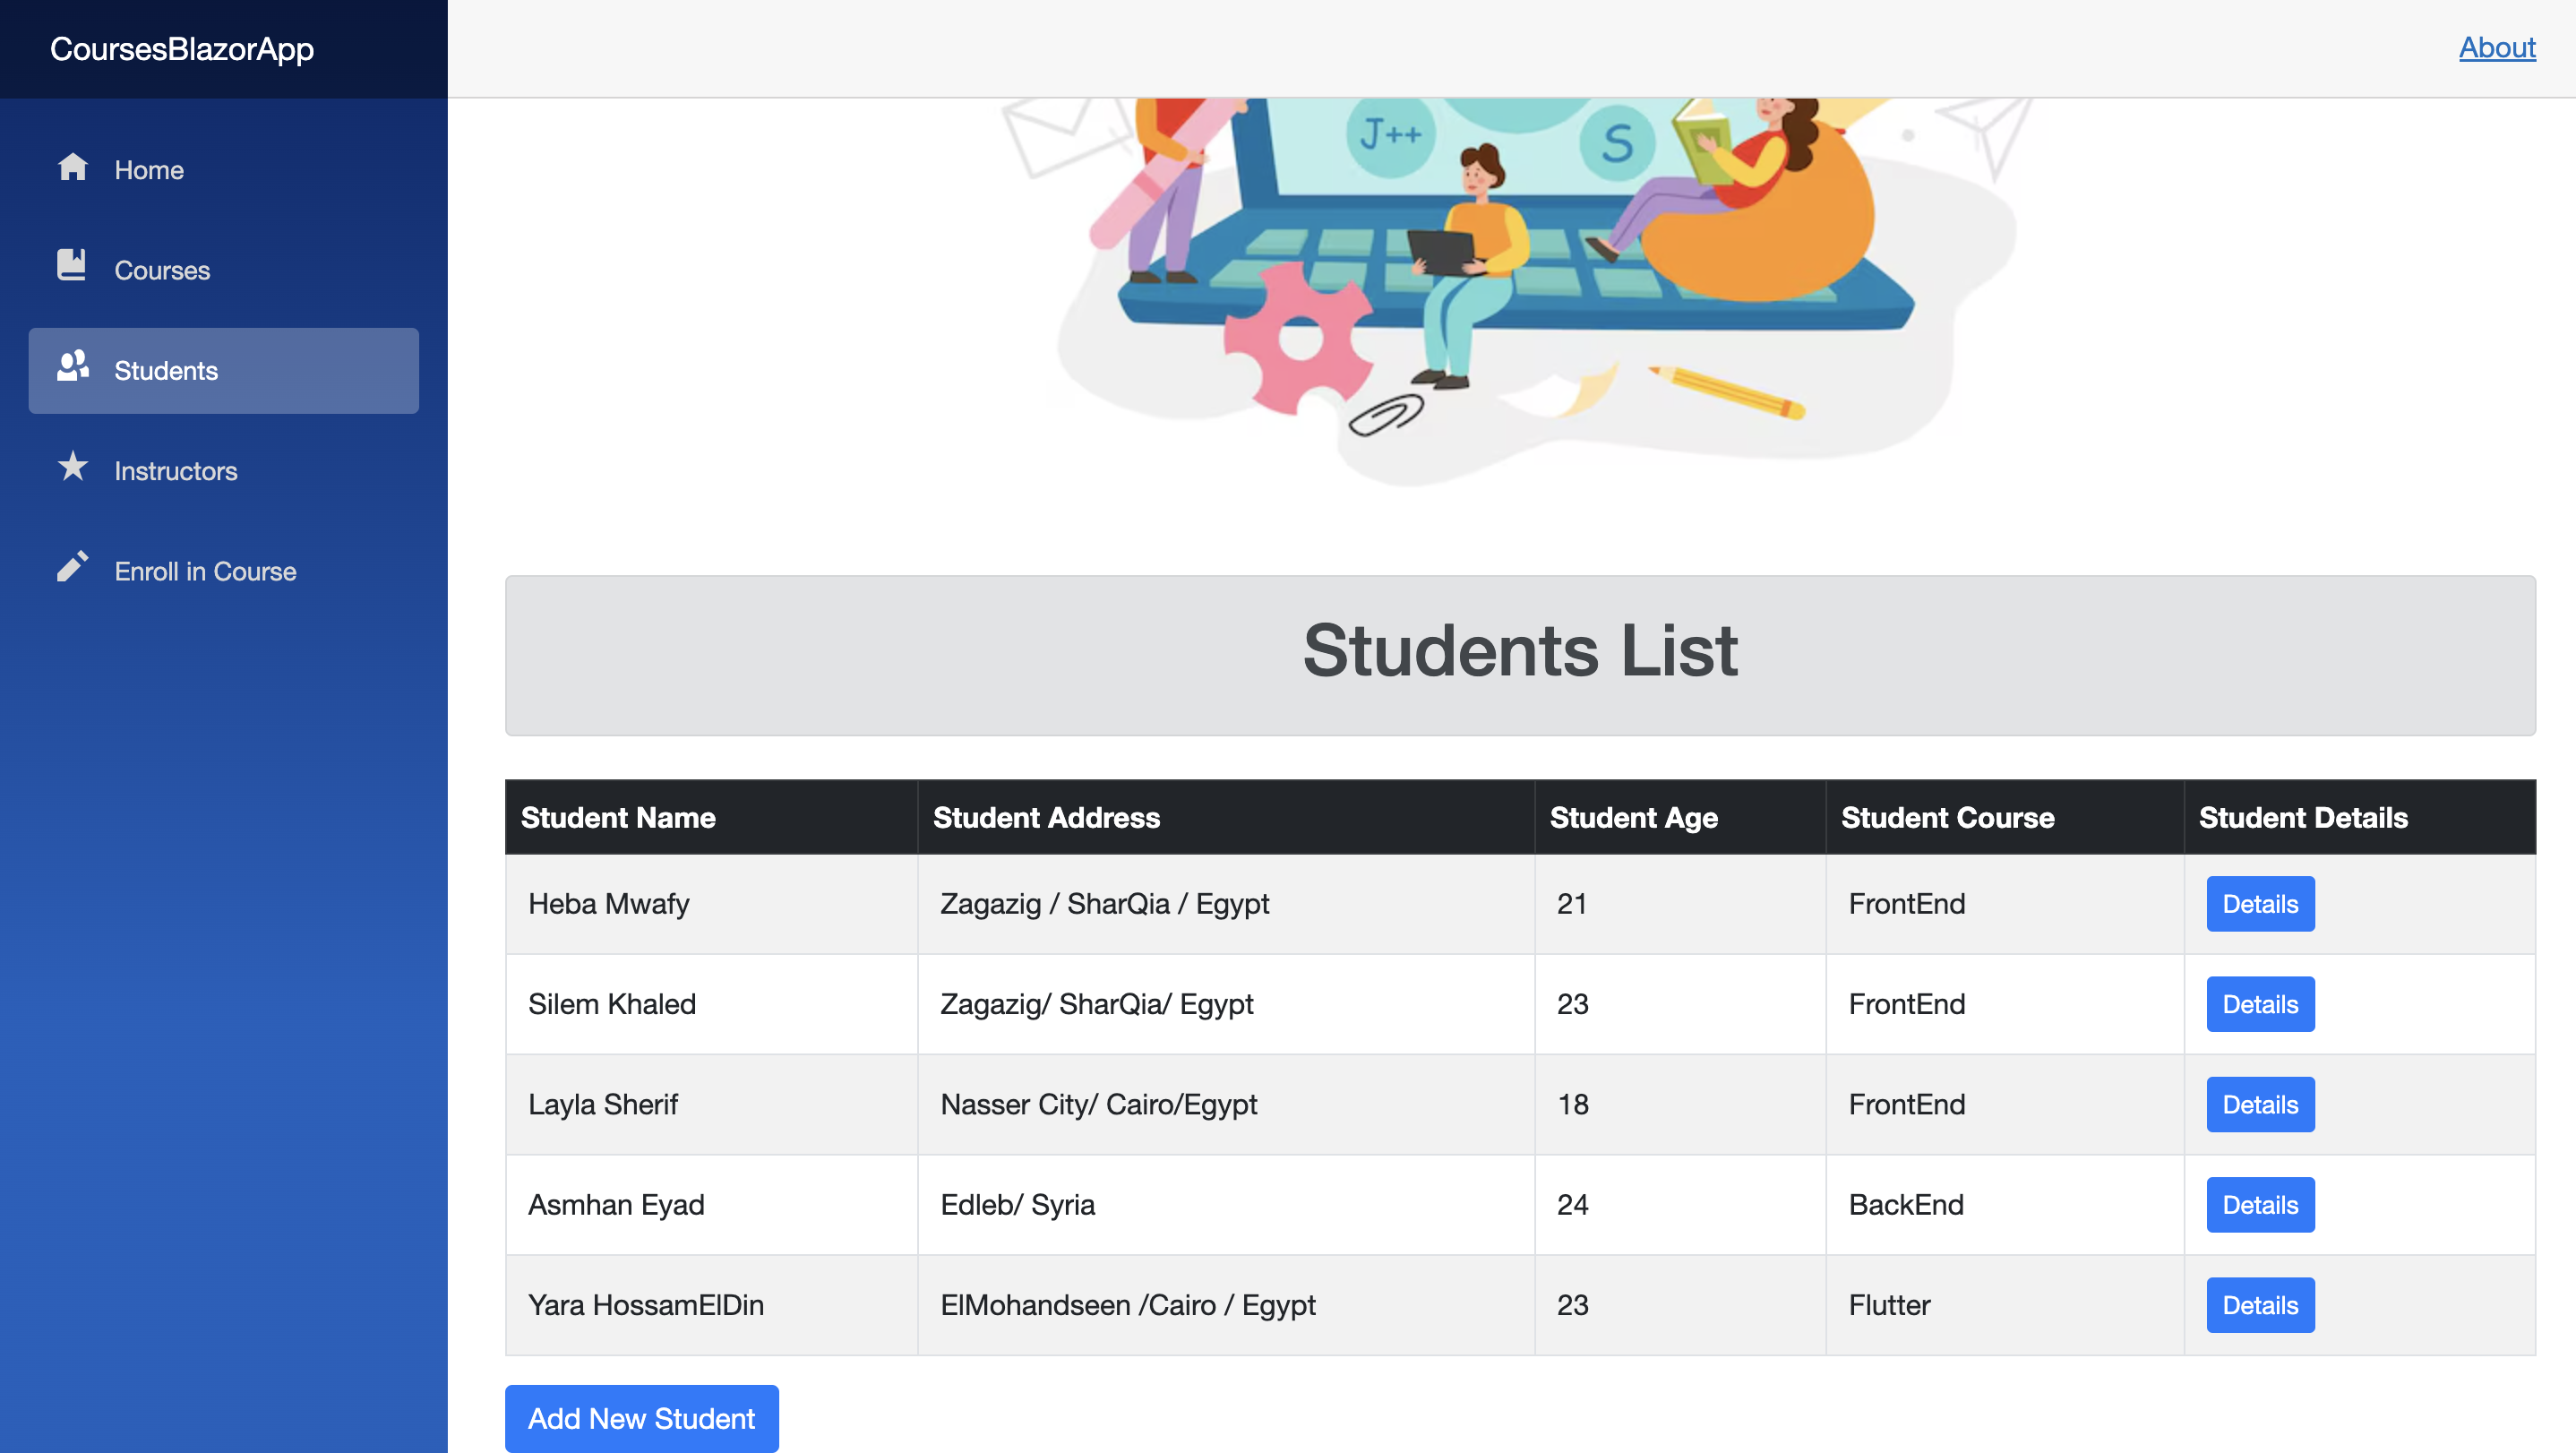 CoursesBlazorApp
About
Home
Courses
Students
Instructors
Enroll in Course
J++
S
Students List
Student Name Student Address Student Age Student Course Student Details
Heba Mwafy Zagazig / SharQia / Egypt 21 FrontEnd Details
Silem Khaled Zagazig/ SharQia/ Egypt 23 FrontEnd Details
Layla Sherif Nasser City/ Cairo/Egypt 18 FrontEnd Details
Asmhan Eyad Edleb/ Syria 24 BackEnd Details
Yara HossamElDin ElMohandseen /Cairo / Egypt 23 Flutter Details
Add New Student